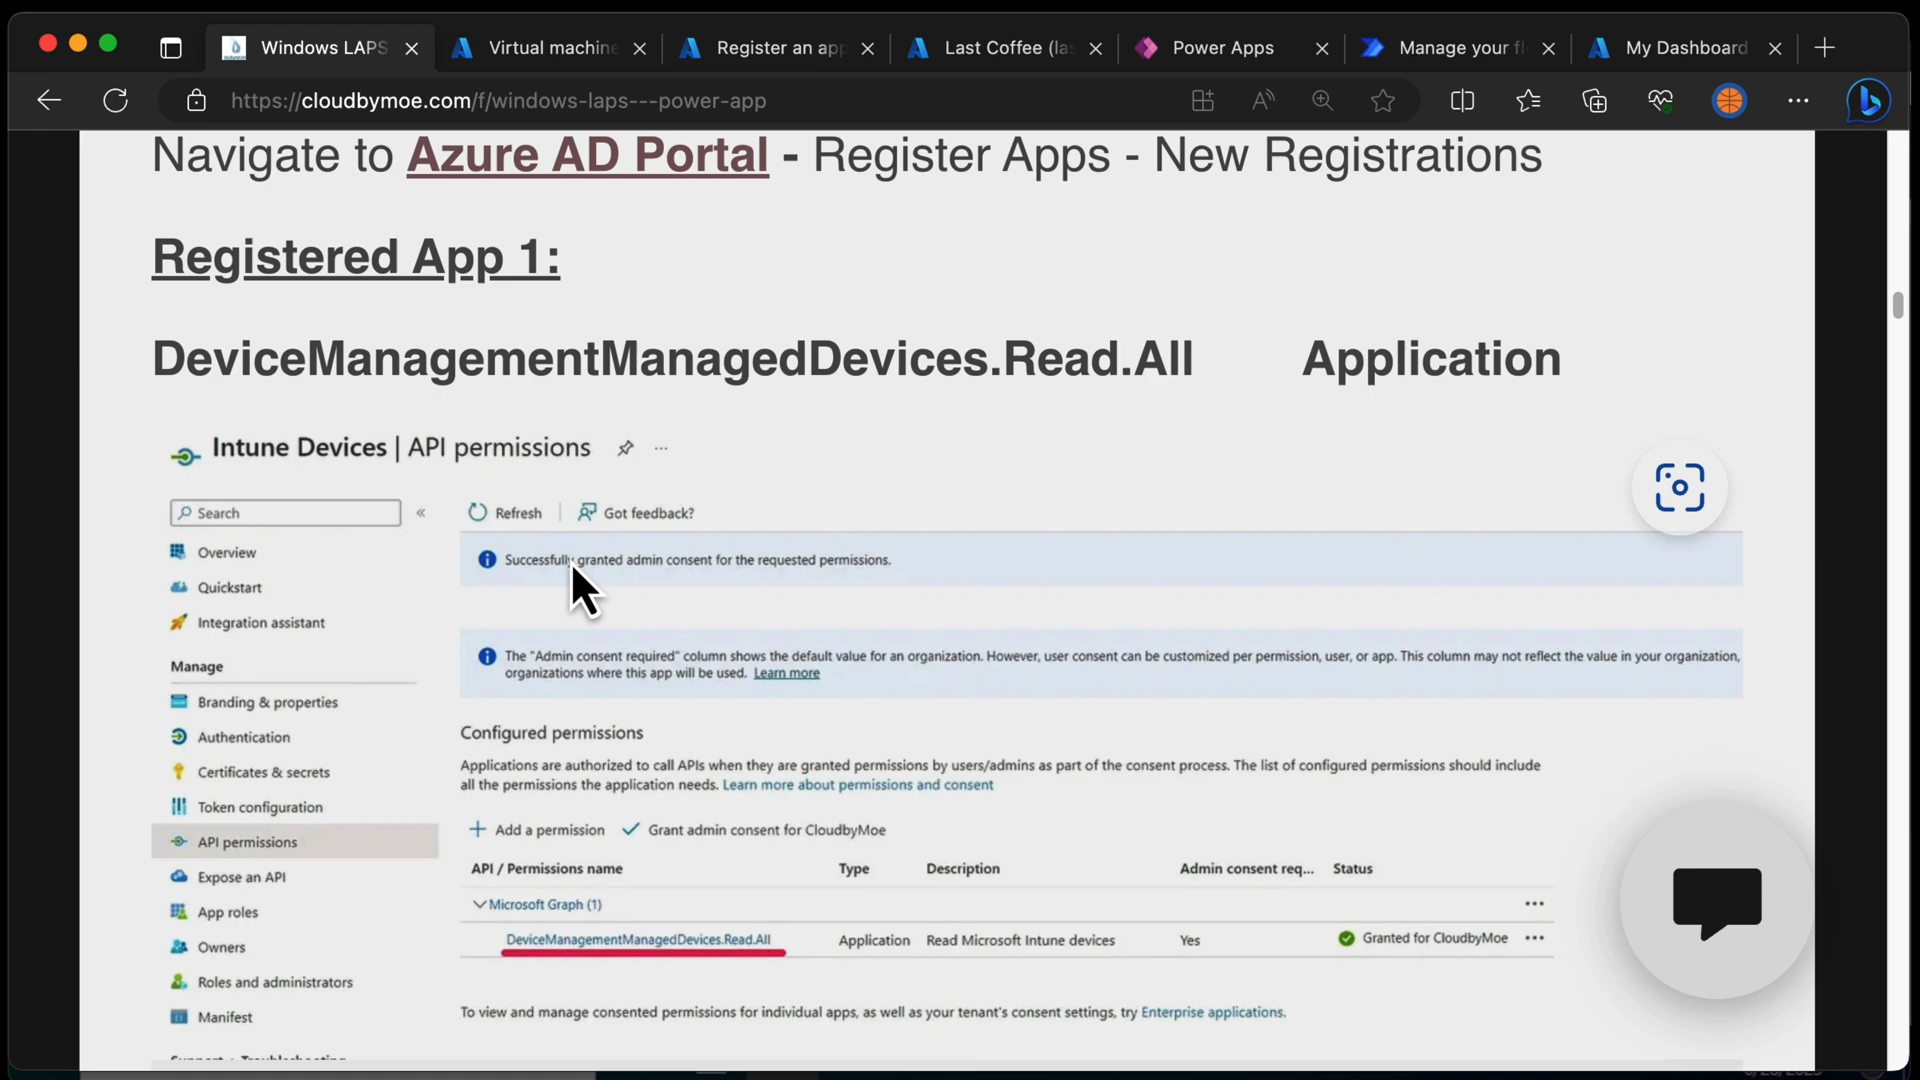 Windows LAPS
Virtual machine
Register an app
Last Coffee (las
Power Apps
Manage your fl
My Dashboard
https://cloudbymoe.com/f/windows-laps---power-app
Navigate to Azure AD Portal - Register Apps - New Registrations
Registered App 1:
DeviceManagementManagedDevices.Read.All Application
Intune Devices | API permissions
Search
Refresh
Got feedback?
Overview
Successfully granted admin consent for the requested permissions.
Quickstart
Integration assistant
The "Admin consent required" column shows the default value for an organization. However, user consent can be customized per permission, user, or app. This column may not reflect the value in your organization,
organizations where this app will be used. Learn more
Manage
Branding & properties
Authentication
Certificates & secrets
Token configuration
API permissions
Expose an API
App roles
Owners
Roles and administrators
Manifest
Configured permissions
Applications are authorized to call APIs when they are granted permissions by users/admins as part of the consent process. The list of configured permissions should include
all the permissions the application needs. Learn more about permissions and consent
Add a permission
Grant admin consent for CloudbyMoe
API / Permissions name Type Description Admin consent req... Status
Microsoft Graph (1)
DeviceManagementManagedDevices.Read.All Application Read Microsoft Intune devices Yes Granted for CloudbyMoe
To view and manage consented permissions for individual apps, as well as your tenant's consent settings, try Enterprise applications.